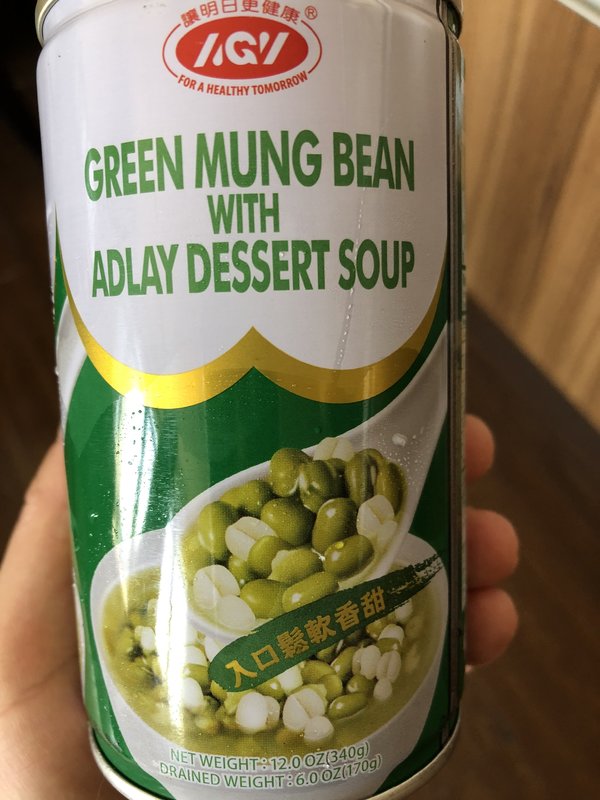 讓明日更健康®
AGV
FOR A HEALTHY TOMORROW
GREEN MUNG BEAN
WITH
ADLAY DESSERT SOUP
入口鬆軟香甜
NET WEIGHT：12.0 OZ(340g)
DRAINED WEIGHT：6.0 OZ(170g)